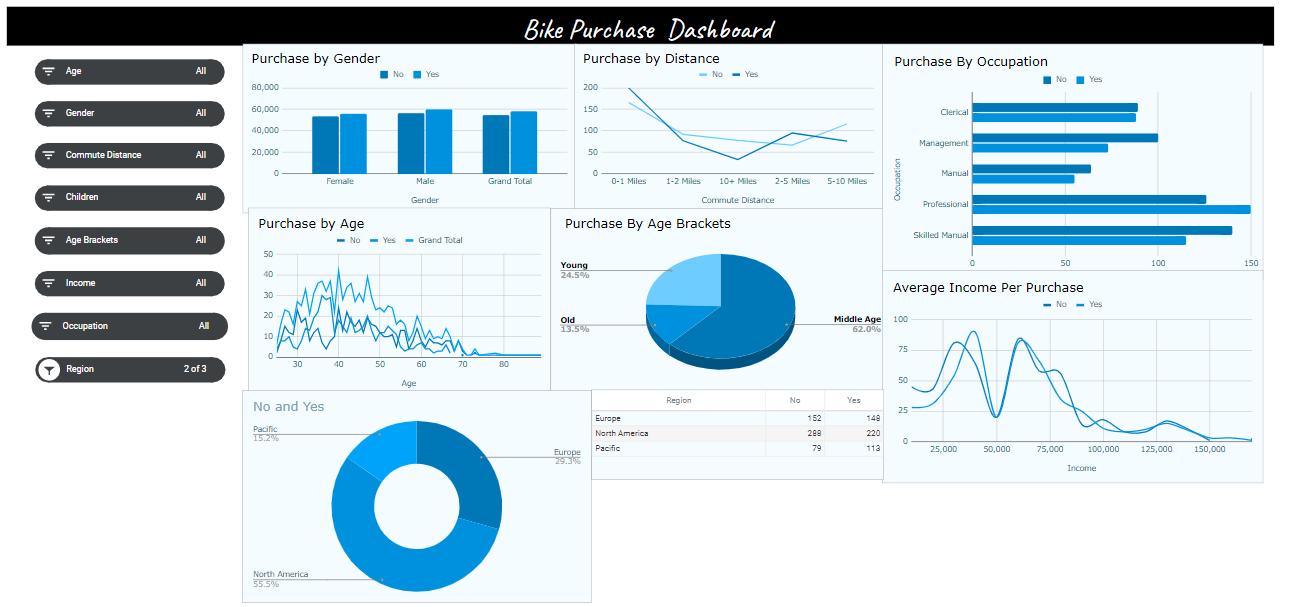 Bike Purchase Dashboard
Age All
Gender All
Commute Distance All
Children All
Age Brackets All
Income All
Occupation All
Region 2 of 3
Purchase by Gender
No Yes
80,000
60,000
40,000
20,000
0
Female Male Grand Total
Gender
Purchase by Distance
No Yes
200
150
100
50
0
0-1 Miles 1-2 Miles 10+ Miles 2-5 Miles 5-10 Miles
Commute Distance
Purchase By Occupation
No Yes
Occupation
Clerical
Management
Manual
Professional
Skilled Manual
0 50 100 150
Purchase by Age
No Yes Grand Total
50
40
30
20
10
0
30 40 50 60 70 80
Age
Purchase By Age Brackets
Young
24.5%
Old
13.5%
Middle Age
62.0%
Average Income Per Purchase
No Yes
100
75
50
25
0
25,000 50,000 75,000 100,000 125,000 150,000
Income
No and Yes
Pacific
15.2%
Europe
29.3%
North America
55.5%
Region No Yes
Europe 152 148
North America 288 220
Pacific 79 113